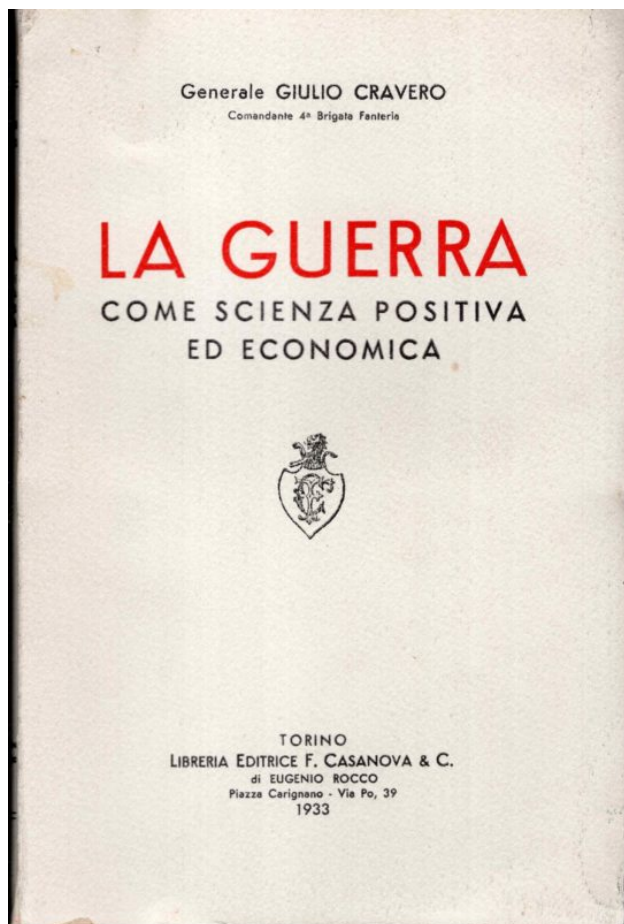 Generale GIULIO CRAVERO
Comandante 4ª Brigata Fanteria
LA GUERRA
COME SCIENZA POSITIVA
ED ECONOMICA
TORINO
LIBRERIA EDITRICE F. CASANOVA & C.
di EUGENIO ROCCO
Piazza Carignano - Via Po, 39
1933